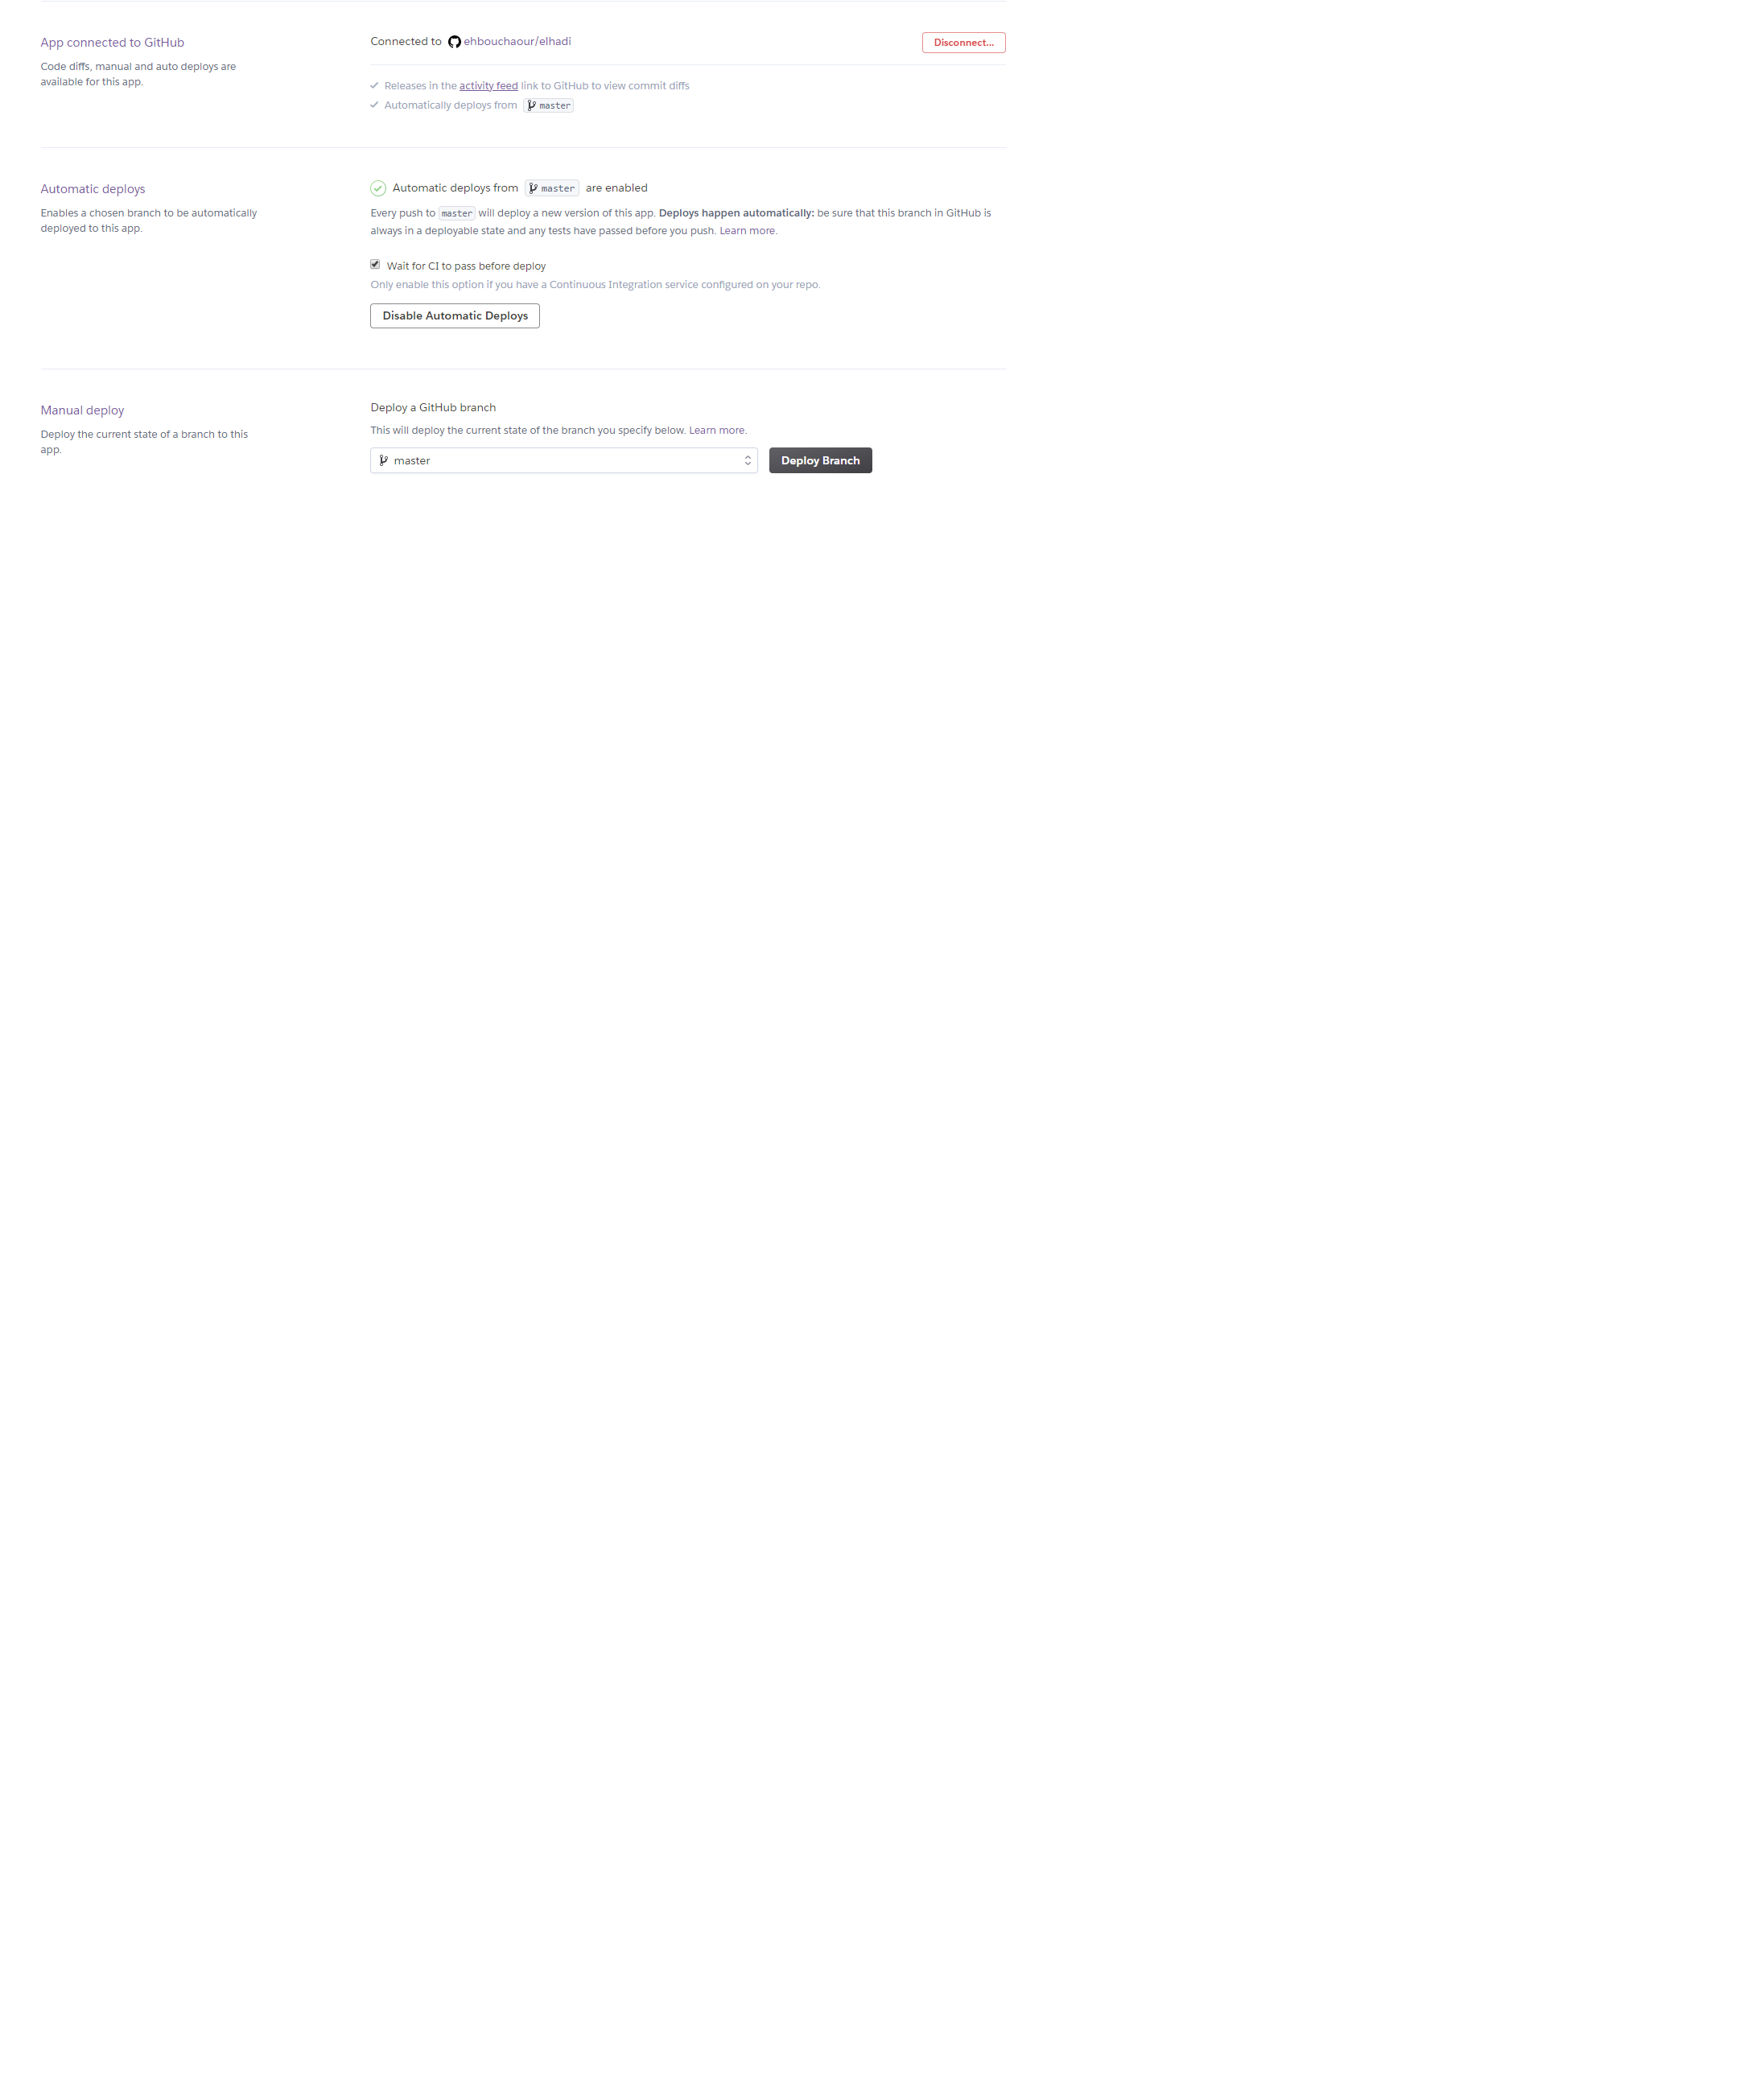 App connected to GitHub
Code diffs, manual and auto deploys are
available for this app.
Connected to ehbouchaour/elhadi
Disconnect...
Releases in the activity feed link to GitHub to view commit diffs
Automatically deploys from master
Automatic deploys
Enables a chosen branch to be automatically
deployed to this app.
Automatic deploys from master are enabled
Every push to master will deploy a new version of this app. Deploys happen automatically: be sure that this branch in GitHub is
always in a deployable state and any tests have passed before you push. Learn more.
Wait for CI to pass before deploy
Only enable this option if you have a Continuous Integration service configured on your repo.
Disable Automatic Deploys
Manual deploy
Deploy the current state of a branch to this
app.
Deploy a GitHub branch
This will deploy the current state of the branch you specify below. Learn more.
master
Deploy Branch